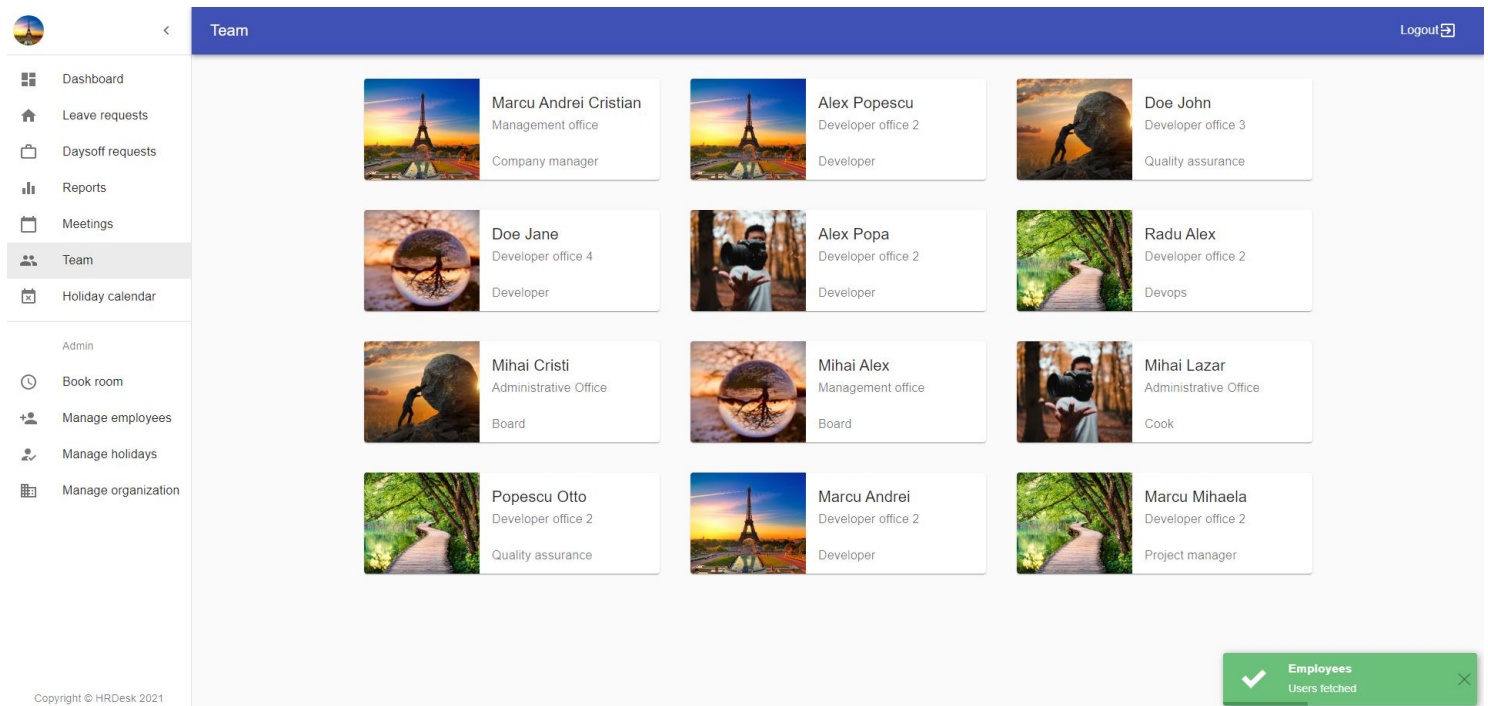 Team
Logout
Dashboard
Leave requests
Daysoff requests
Reports
Meetings
Team
Holiday calendar
Admin
Book room
Manage employees
Manage holidays
Manage organization
Copyright © HRDesk 2021
Marcu Andrei Cristian
Management office
Company manager
Alex Popescu
Developer office 2
Developer
Doe John
Developer office 3
Quality assurance
Doe Jane
Developer office 4
Developer
Alex Popa
Developer office 2
Developer
Radu Alex
Developer office 2
Devops
Mihai Cristi
Administrative Office
Board
Mihai Alex
Management office
Board
Mihai Lazar
Administrative Office
Cook
Popescu Otto
Developer office 2
Quality assurance
Marcu Andrei
Developer office 2
Developer
Marcu Mihaela
Developer office 2
Project manager
Employees
Users fetched